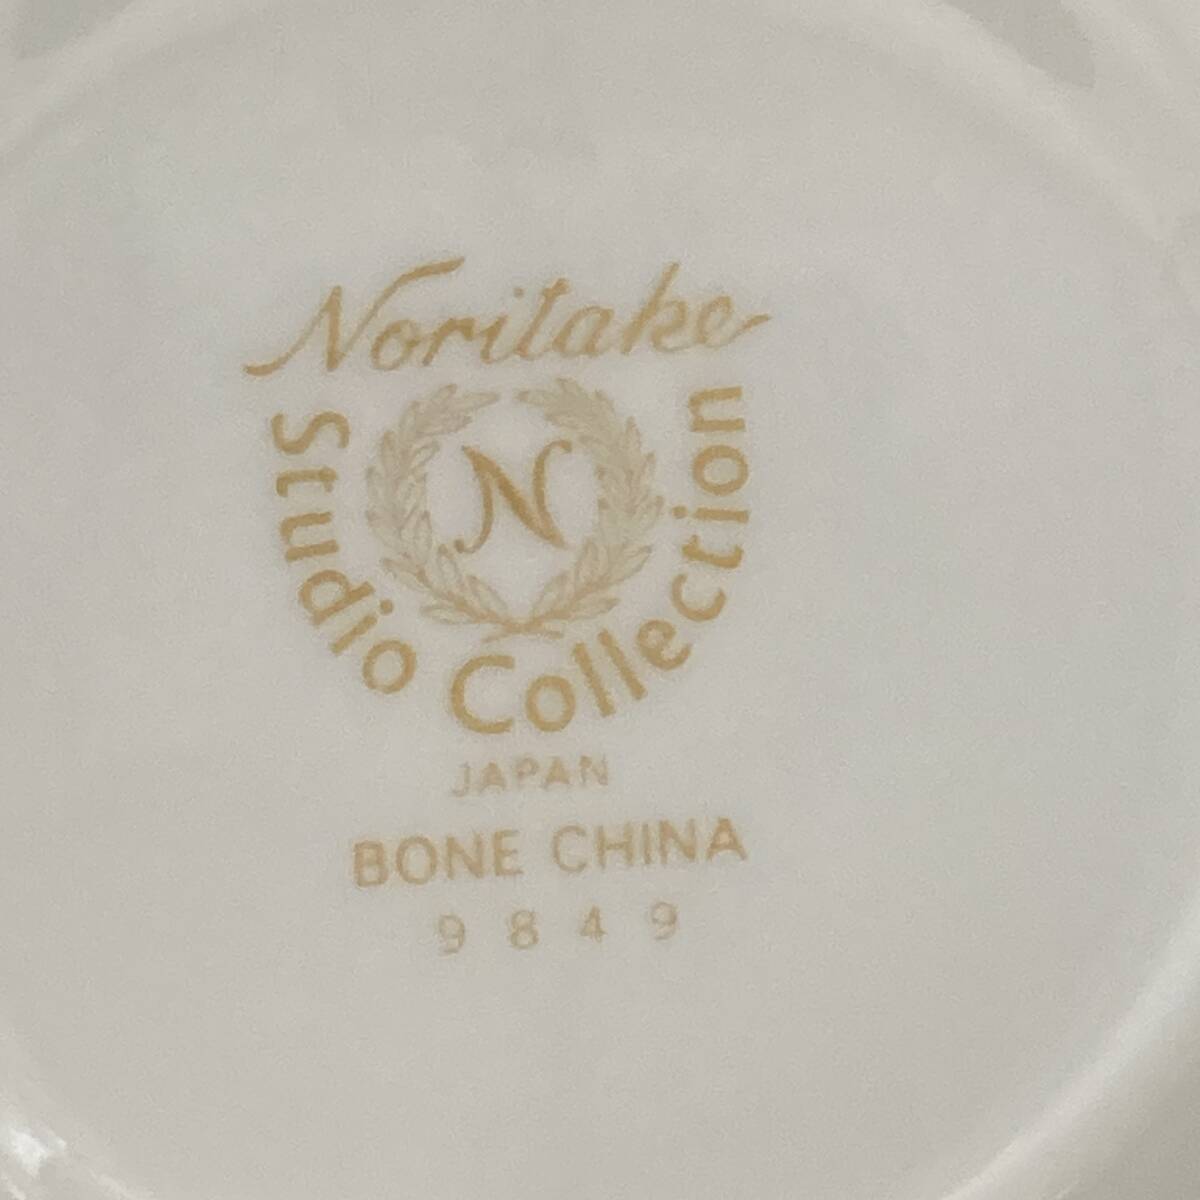 Noritake
N
Studio Collection
JAPAN
BONE CHINA
9849